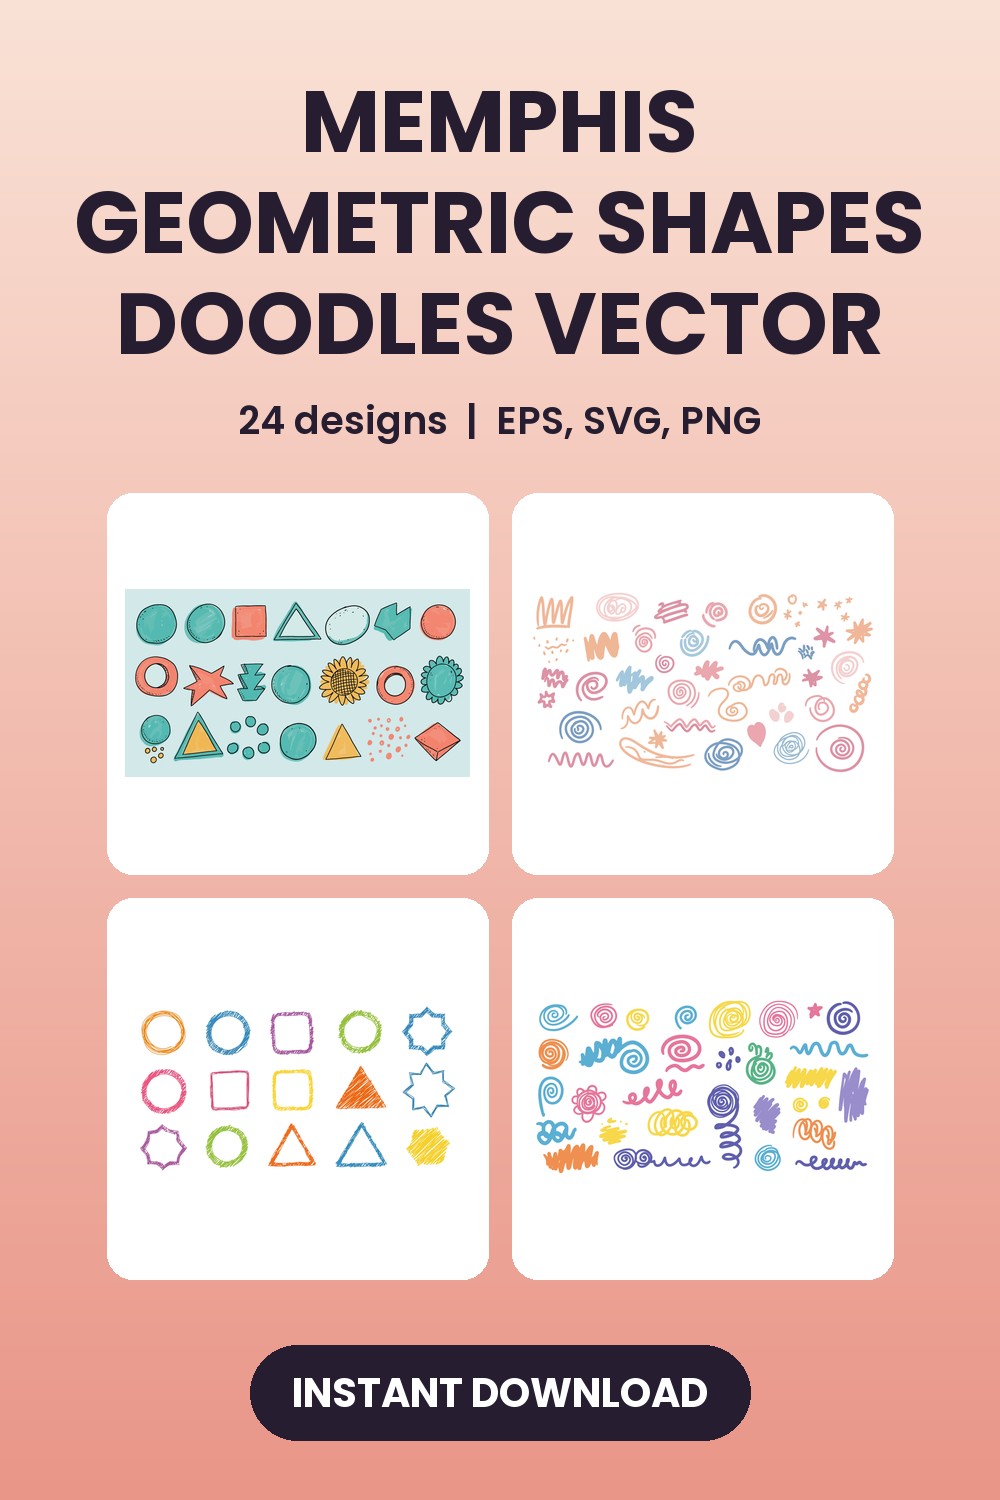 MEMPHIS
GEOMETRIC SHAPES
DOODLES VECTOR
24 designs | EPS, SVG, PNG
INSTANT DOWNLOAD